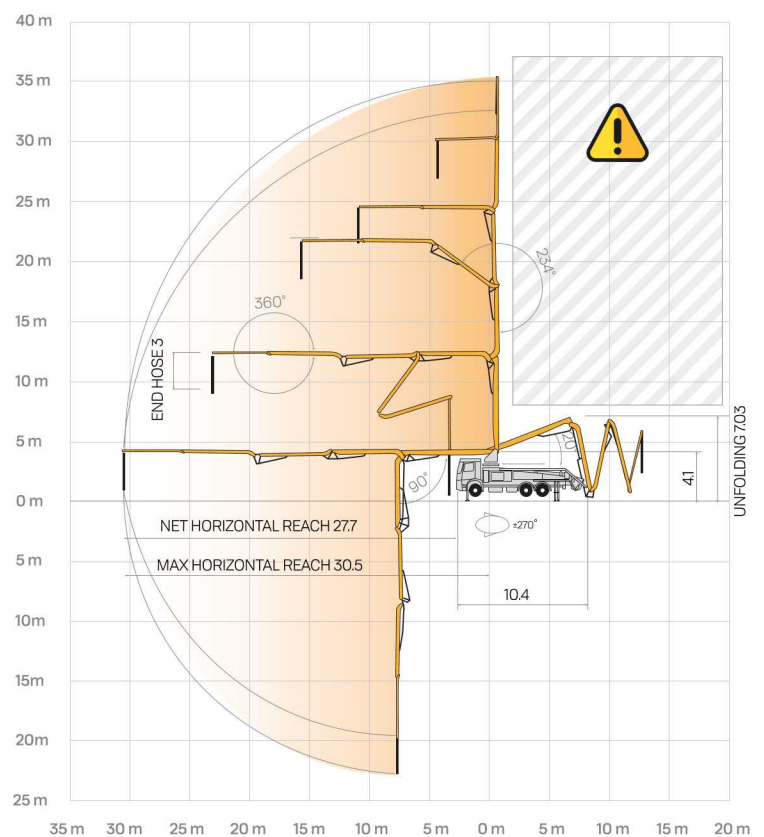 40 m
35 m
30 m
25 m
20 m
15 m
10 m
5 m
0 m
5 m
10m
15m
20 m
25 m
!
234°
360°
END HOSE 3
90°
UNFOLDING 7.03
4.1
±270°
NET HORIZONTAL REACH 27.7
MAX HORIZONTAL REACH 30.5
10.4
35 m 30 m 25 m 20 m 15 m 10 m 5 m 0 m 5 m 10 m 15 m 20 m